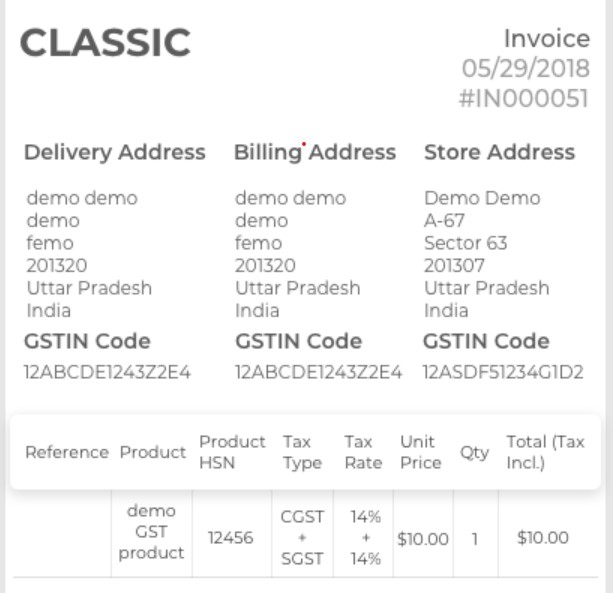 CLASSIC
Invoice
05/29/2018
#IN000051
Delivery Address
demo demo
demo
femo
201320
Uttar Pradesh
India
GSTIN Code
12ABCDE1243Z2E4
Billing Address
demo demo
demo
femo
201320
Uttar Pradesh
India
GSTIN Code
12ABCDE1243Z2E4
Store Address
Demo Demo
A-67
Sector 63
201307
Uttar Pradesh
India
GSTIN Code
12ASDF51234G1D2
Reference
Product
Product
HSN
Tax
Type
Tax
Rate
Unit
Price
Qty
Total (Tax
Incl.)
demo
GST
product
12456
CGST
+
SGST
14%
+
14%
$10.00
1
$10.00